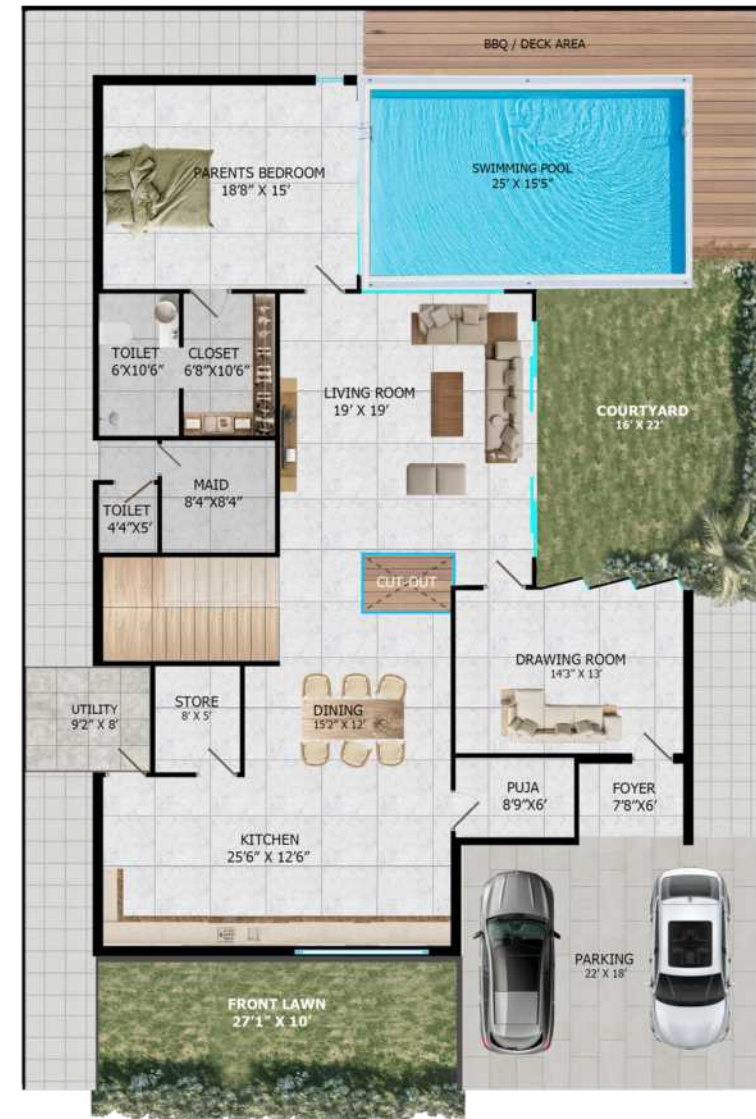 BBQ / DECK AREA
PARENTS BEDROOM
18'8" X 15'
SWIMMING POOL
25' X 15'5"
TOILET
6'X10'6"
CLOSET
6'8"X10'6"
LIVING ROOM
19' X 19'
COURTYARD
16' X 22'
MAID
8'4"X8'4"
TOILET
4'4"X5'
CUT-OUT
DRAWING ROOM
14'3" X 13'
UTILITY
9'2" X 8'
STORE
8' X 5'
DINING
15'2" X 12'
PUJA
8'9"X6'
FOYER
7'8"X6'
KITCHEN
25'6" X 12'6"
PARKING
22' X 18'
FRONT LAWN
27'1" X 10'